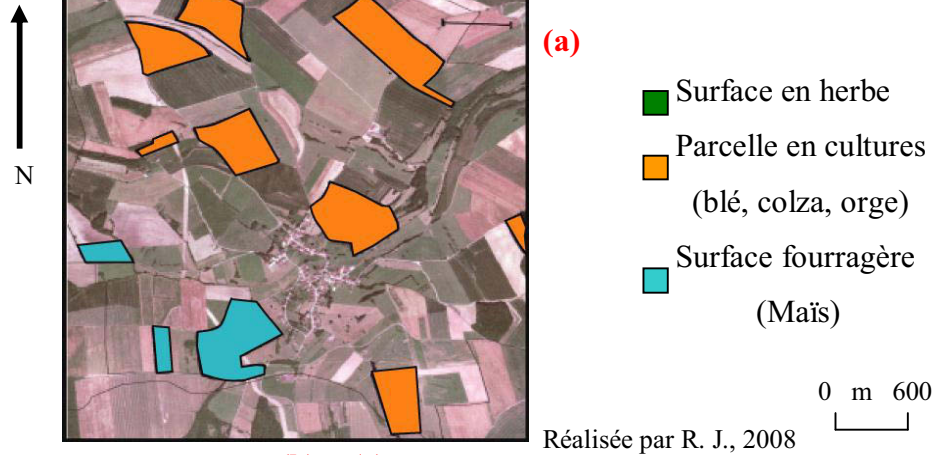 (a)
N
Surface en herbe
Parcelle en cultures
(blé, colza, orge)
Surface fourragère
(Maïs)
0 m 600
Réalisée par R. J., 2008